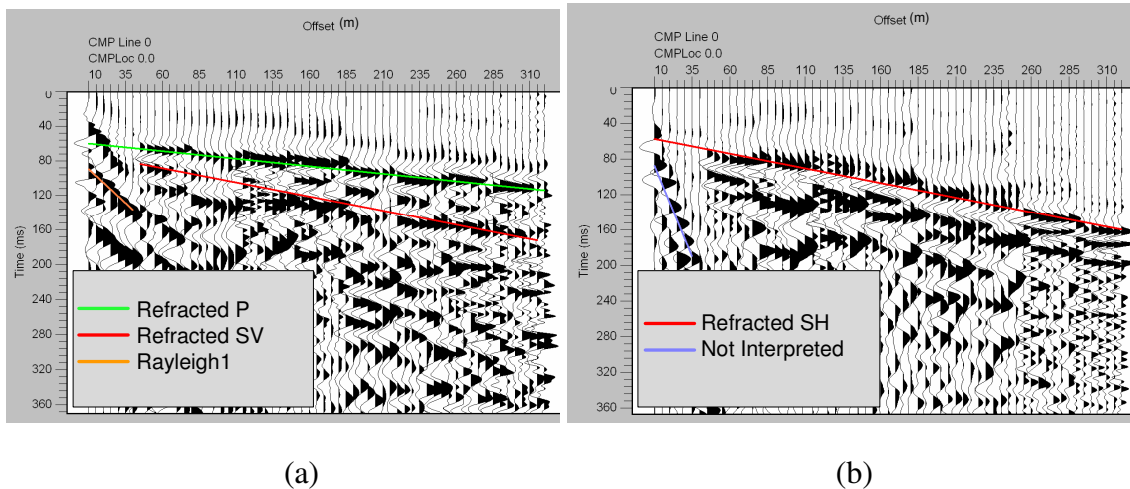 Offset (m)
CMP Line 0
CMPLoc 0.0
10 35 60 85 110 135 160 185 210 235 260 285 310
0
40
80
120
160
200
240
280
320
360
Time (ms)
Refracted P
Refracted SV
Rayleigh1
(a)
Offset (m)
CMP Line 0
CMPLoc 0.0
10 35 60 85 110 135 160 185 210 235 260 285 310
0
40
80
120
160
200
240
280
320
360
Time (ms)
Refracted SH
Not Interpreted
(b)